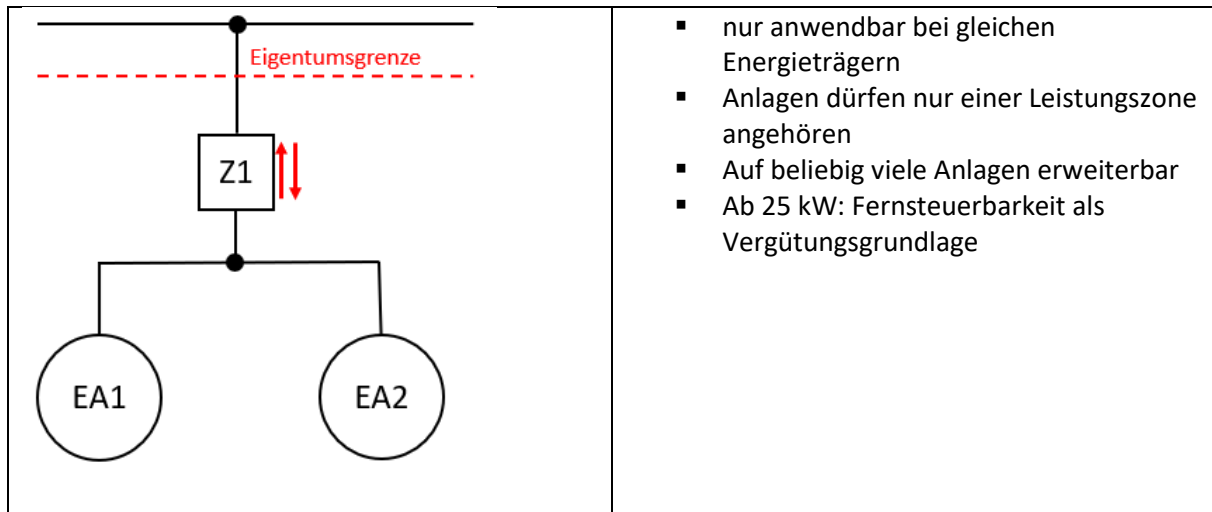 Eigentumsgrenze
Z1
EA1
EA2
▪ nur anwendbar bei gleichen
Energieträgern
▪ Anlagen dürfen nur einer Leistungszone
angehören
▪ Auf beliebig viele Anlagen erweiterbar
▪ Ab 25 kW: Fernsteuerbarkeit als
Vergütungsgrundlage